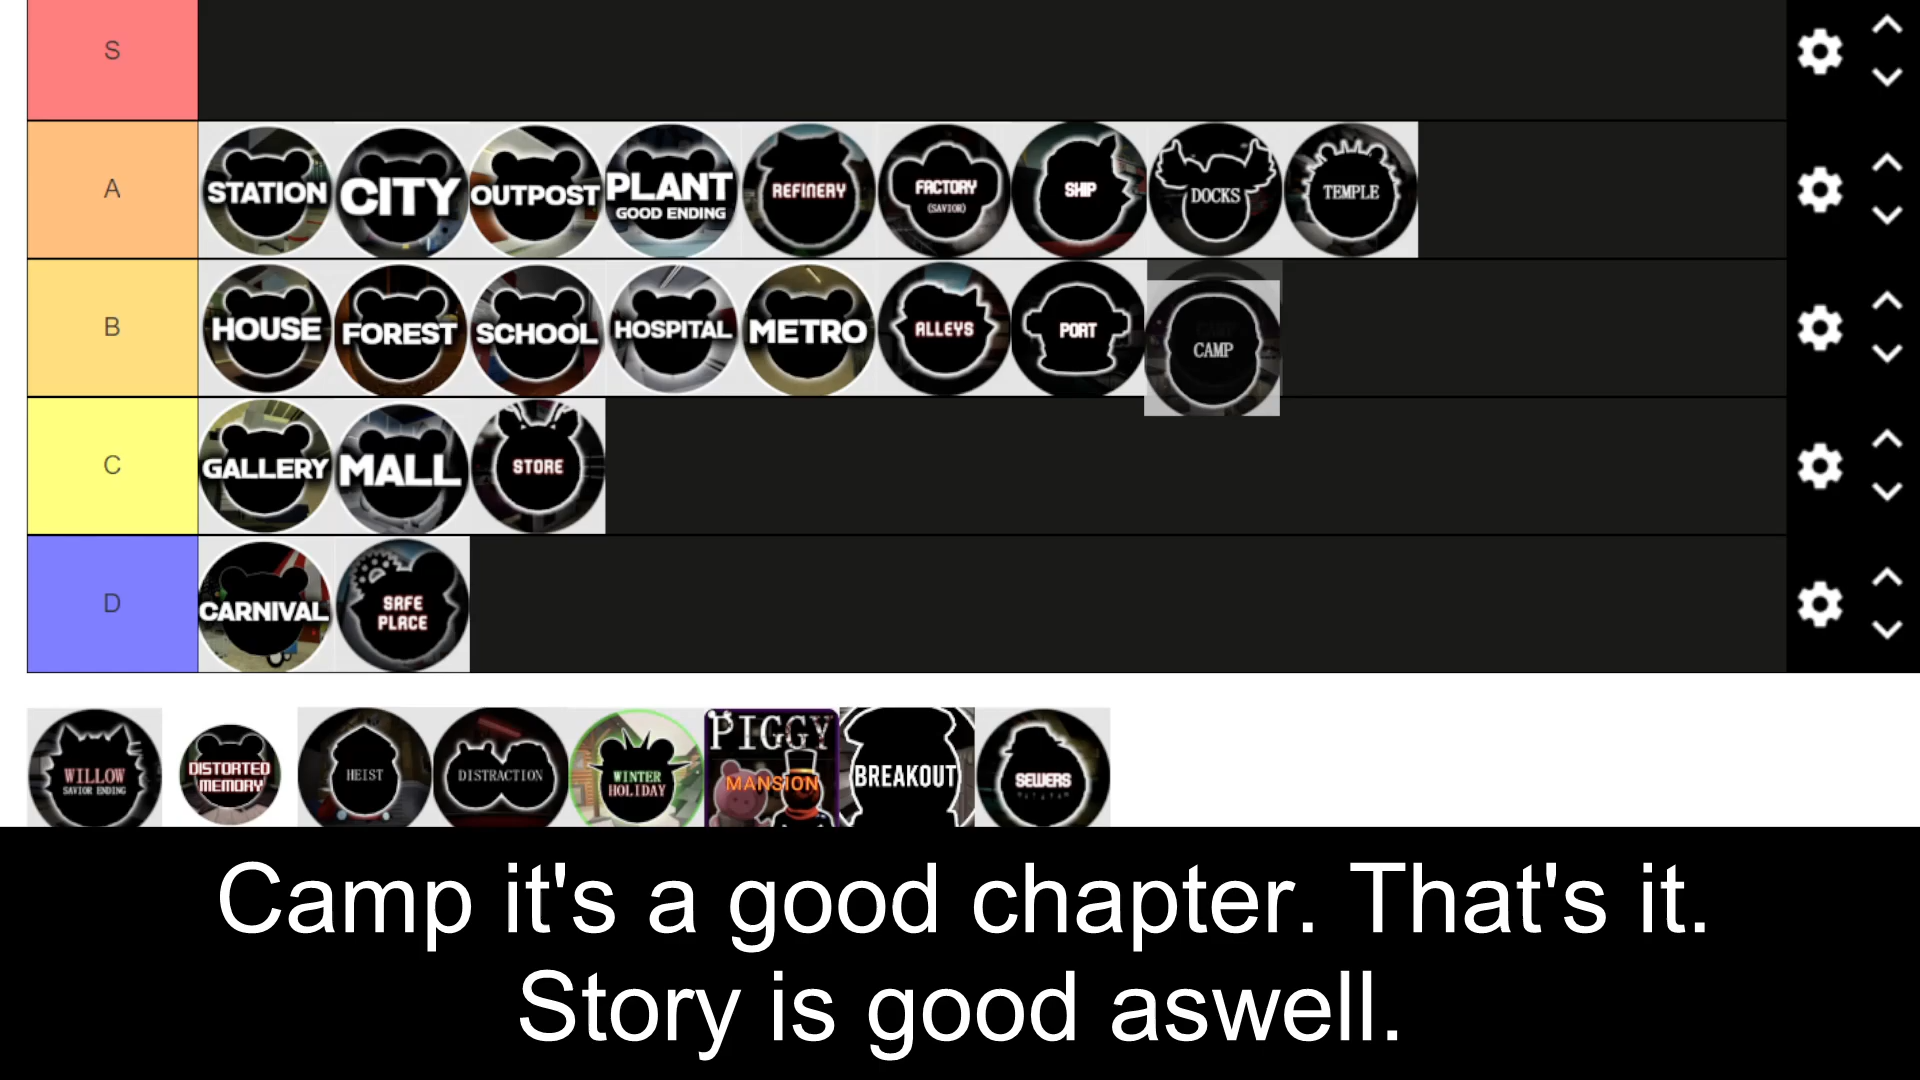 S
A
STATION
CITY
OUTPOST
PLANT
GOOD ENDING
REFINERY
FACTORY
(SAVIOR)
SHIP
DOCKS
TEMPLE
B
HOUSE
FOREST
SCHOOL
HOSPITAL
METRO
ALLEYS
PORT
CAMP
C
GALLERY
MALL
STORE
D
CARNIVAL
SAFE
PLACE
WILLOW
SAVIOR ENDING
DISTORTED
MEMORY
HEIST
DISTRACTION
WINTER
HOLIDAY
PIGGY
MANSION
BREAKOUT
SEWERS
Camp it's a good chapter. That's it.
Story is good aswell.